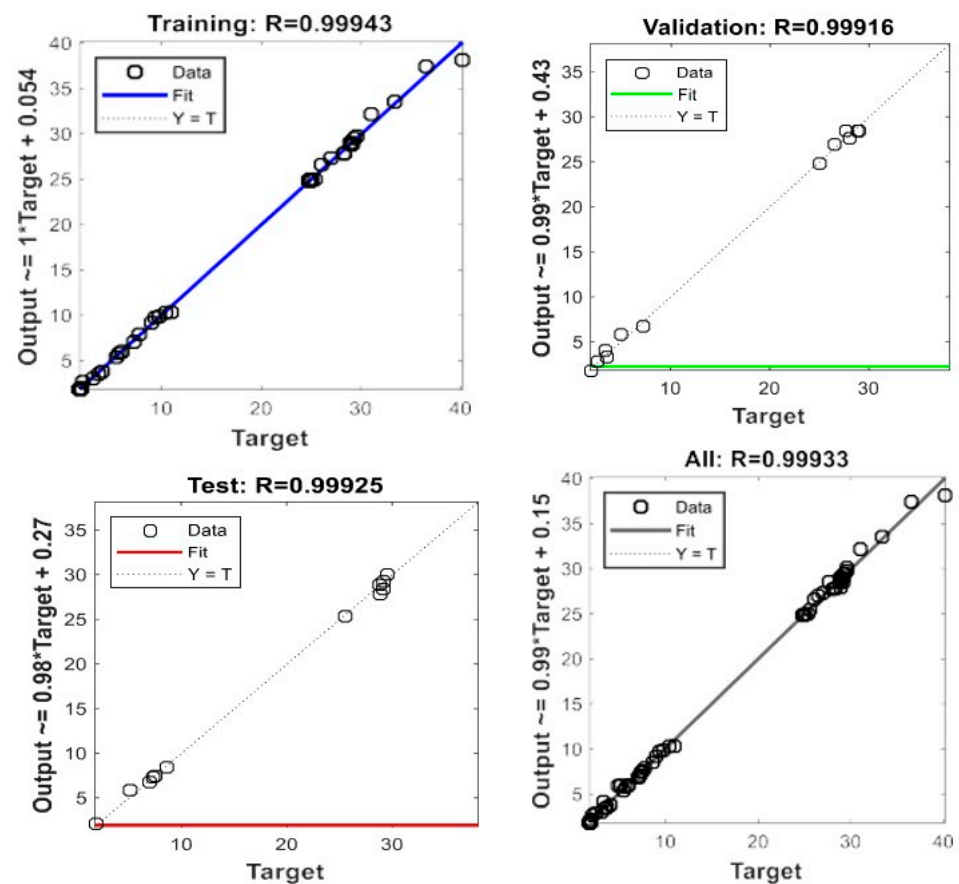 Training: R=0.99943
Output ~= 1*Target + 0.054
40
35
30
25
20
15
10
5
Data
Fit
Y = T
10
20
30
40
Target
Validation: R=0.99916
Output ~= 0.99*Target + 0.43
35
30
25
20
15
10
5
Data
Fit
Y = T
10
20
30
Target
Test: R=0.99925
Output ~= 0.98*Target + 0.27
35
30
25
20
15
10
5
Data
Fit
Y = T
10
20
30
Target
All: R=0.99933
Output ~= 0.99*Target + 0.15
40
35
30
25
20
15
10
5
Data
Fit
Y = T
10
20
30
40
Target